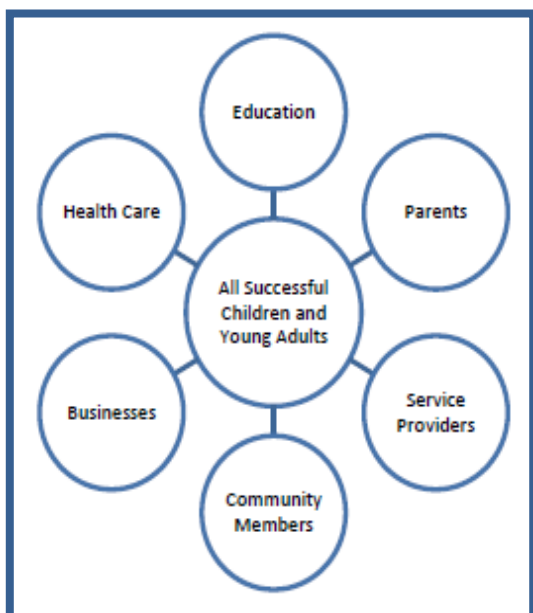 Education
Health Care
Parents
All Successful
Children and
Young Adults
Businesses
Service
Providers
Community
Members